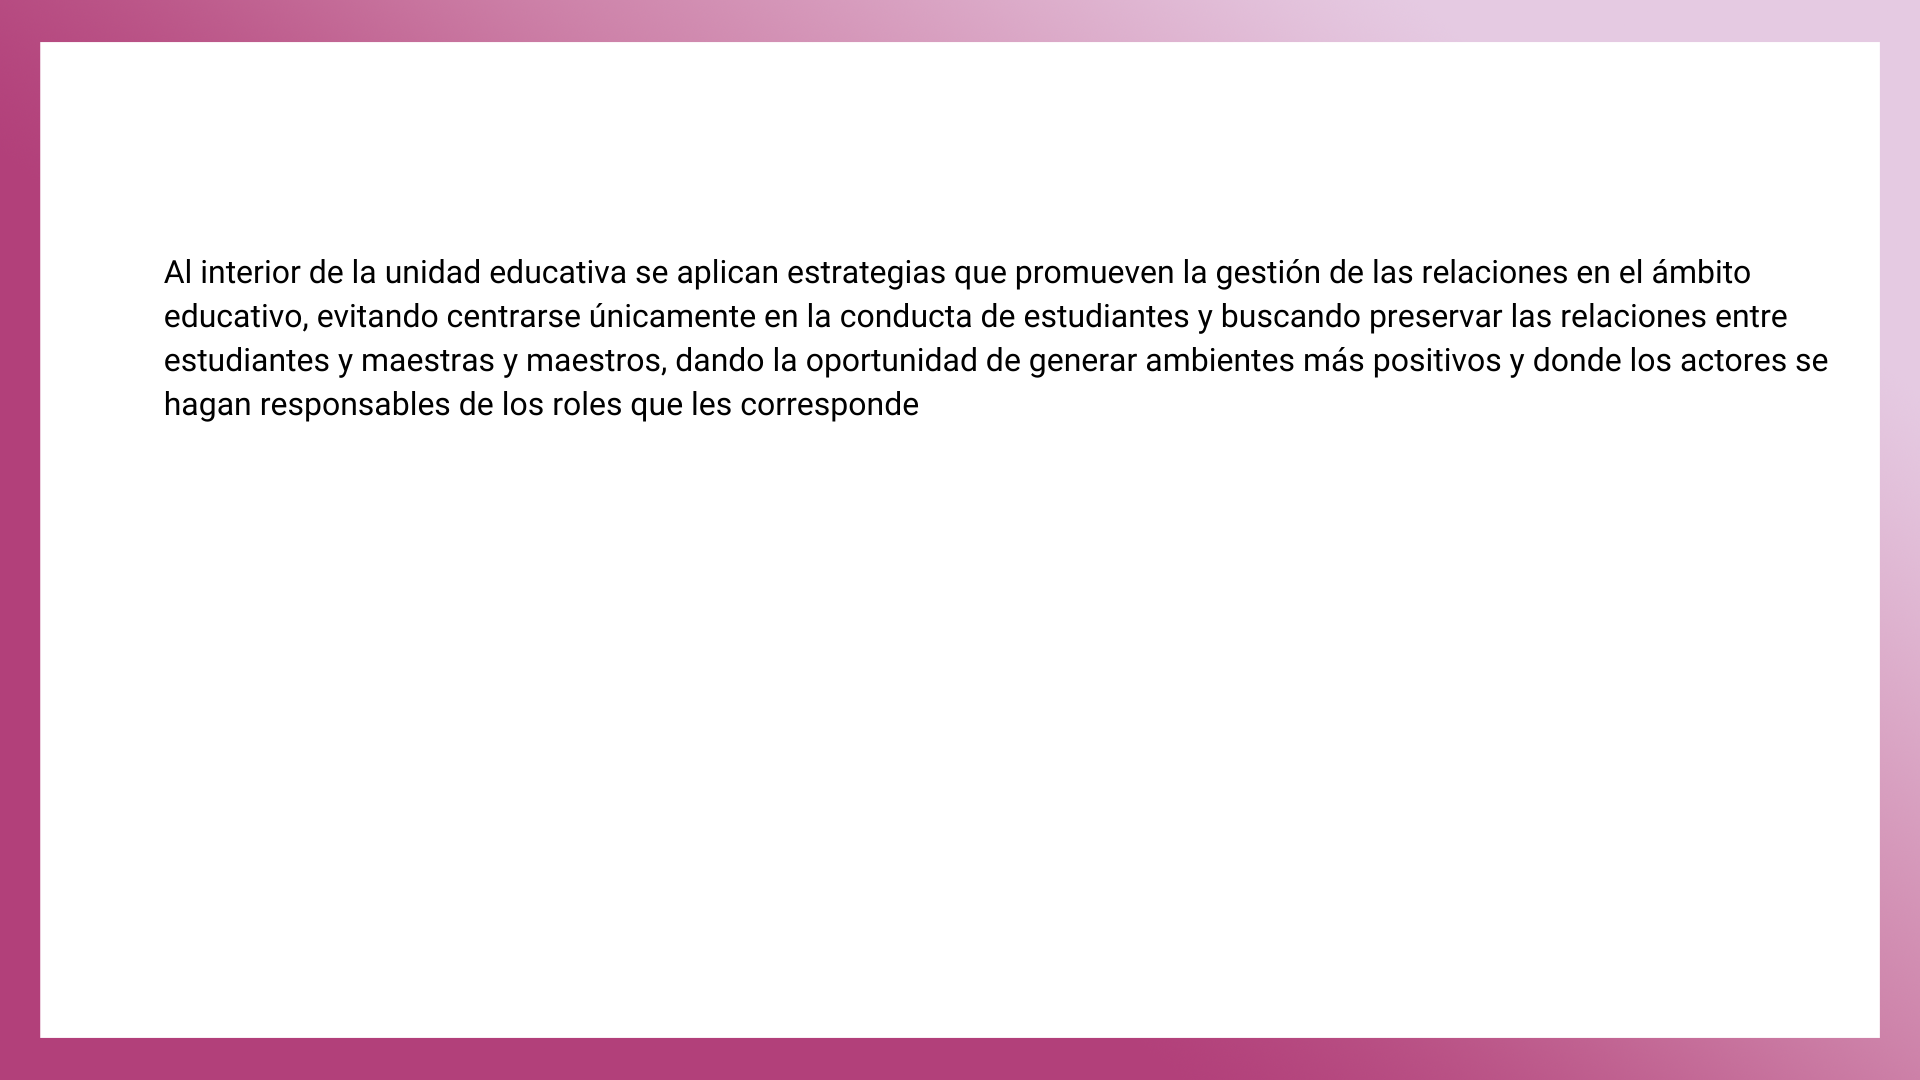 Al interior de la unidad educativa se aplican estrategias que promueven la gestión de las relaciones en el ámbito
educativo, evitando centrarse únicamente en la conducta de estudiantes y buscando preservar las relaciones entre
estudiantes y maestras y maestros, dando la oportunidad de generar ambientes más positivos y donde los actores se
hagan responsables de los roles que les corresponde